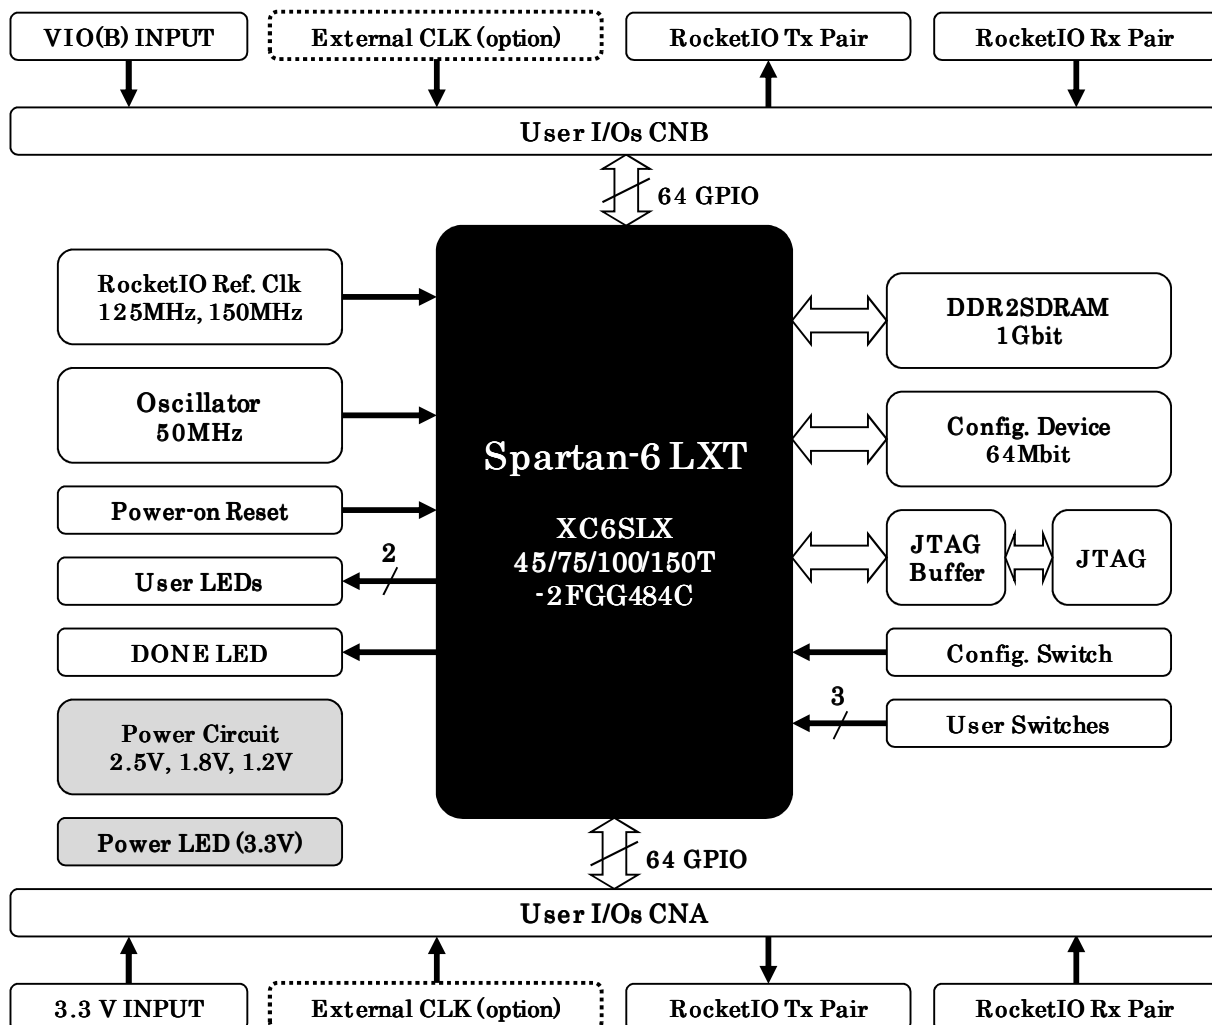 VIO(B) INPUT
External CLK (option)
RocketIO Tx Pair
RocketIO Rx Pair
User I/Os CNB
64 GPIO
RocketIO Ref. Clk
125MHz, 150MHz
Oscillator
50MHz
Power-on Reset
2
User LEDs
DONE LED
Power Circuit
2.5V, 1.8V, 1.2V
Power LED (3.3V)
Spartan-6 LXT
XC6SLX
45/75/100/150T
-2FGG484C
DDR2SDRAM
1Gbit
Config. Device
64Mbit
JTAG
Buffer
JTAG
Config. Switch
3
User Switches
64 GPIO
User I/Os CNA
3.3 V INPUT
External CLK (option)
RocketIO Tx Pair
RocketIO Rx Pair